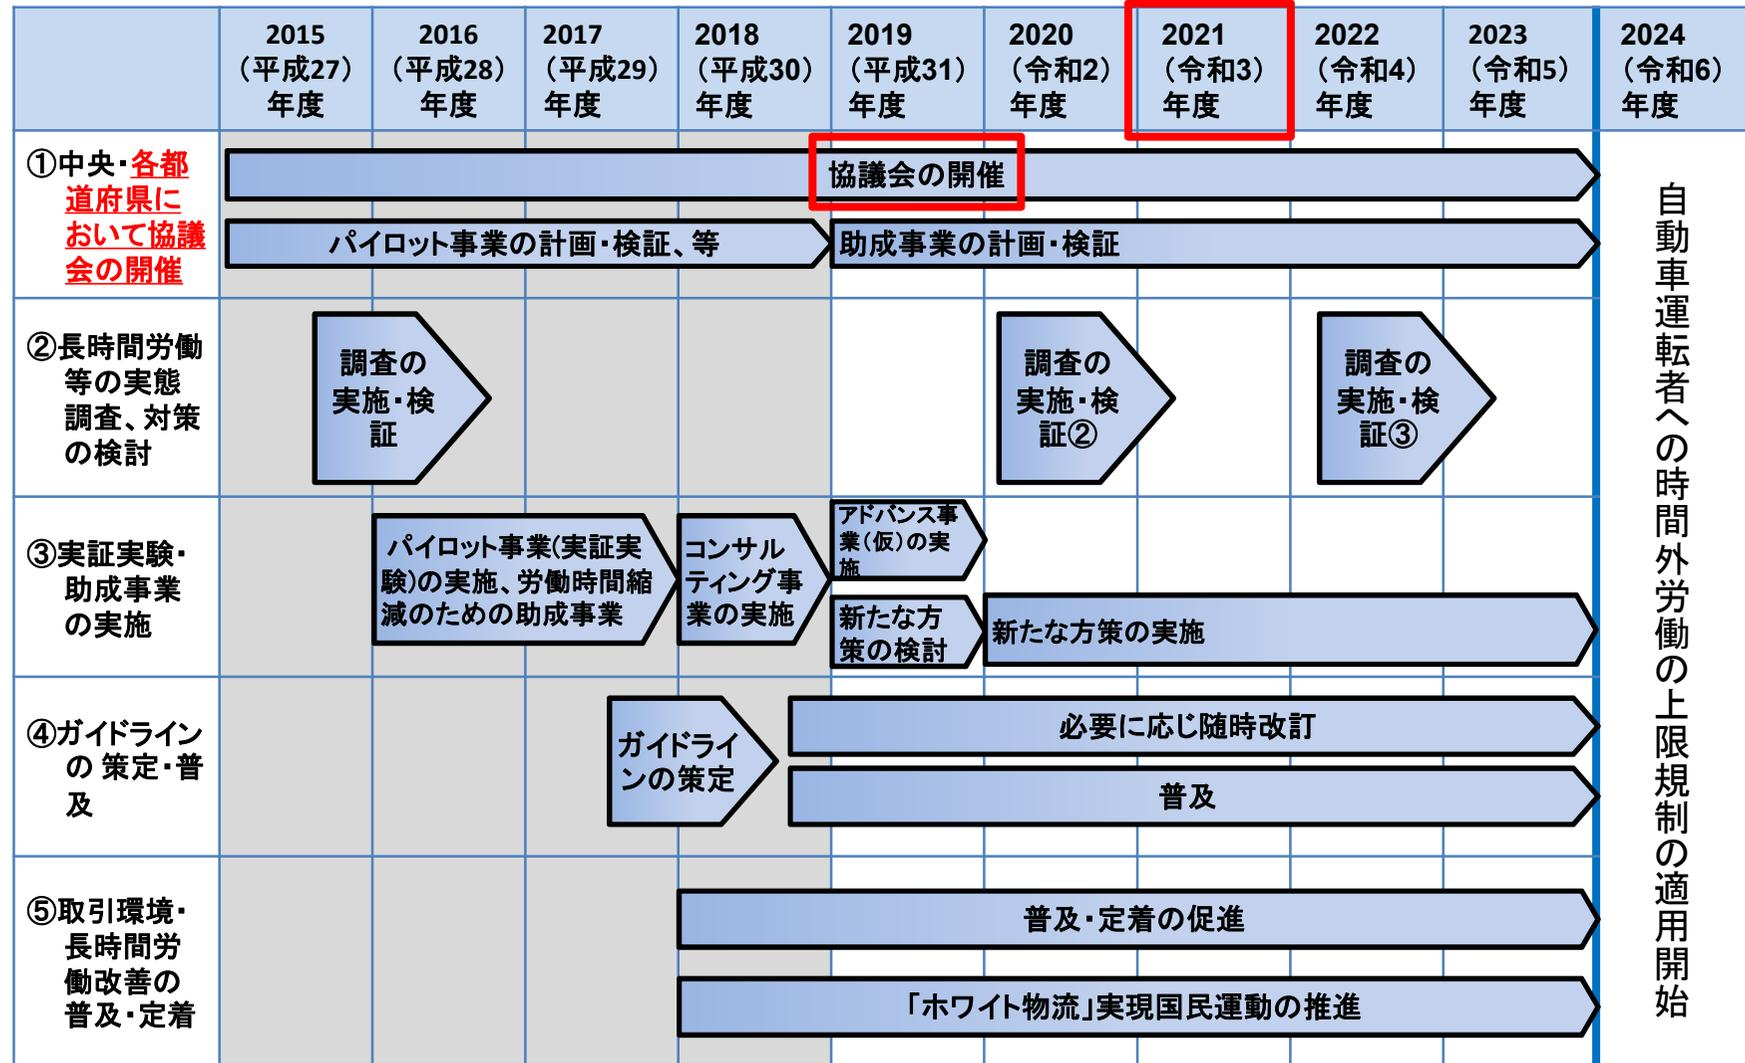 2015
（平成27）
年度
2016
（平成28）
年度
2017
（平成29）
年度
2018
（平成30）
年度
2019
（平成31）
年度
2020
（令和2）
年度
2021
（令和3）
年度
2022
（令和4）
年度
2023
（令和5）
年度
2024
（令和6）
年度
①中央・各都
道府県に
おいて協議
会の開催
協議会の開催
パイロット事業の計画・検証、等
助成事業の計画・検証
②長時間労働
等の実態
調査、対策
の検討
調査の
実施・検
証
調査の
実施・検
証②
調査の
実施・検
証③
③実証実験・
助成事業
の実施
パイロット事業(実証実
験)の実施、労働時間縮
減のための助成事業
コンサル
ティング事
業の実施
アドバンス事
業（仮）の実
施
新たな方
策の検討
新たな方策の実施
④ガイドライン
の 策定・普
及
ガイドライ
ンの策定
必要に応じ随時改訂
普及
⑤取引環境・
長時間労
働改善の
普及・定着
普及・定着の促進
「ホワイト物流」実現国民運動の推進
自動車運転者への時間外労働の上限規制の適用開始